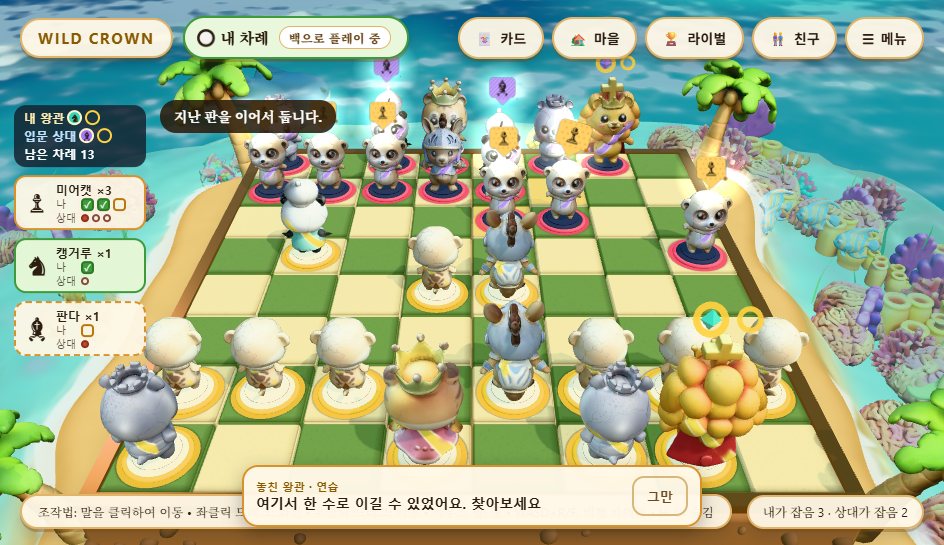 WILD CROWN
내 차례
백으로 플레이 중
카드
마을
라이벌
친구
메뉴
내 왕관
입문 상대
남은 차례 13
지난 판을 이어서 둡니다.
미어캣 ×3
나
상대
캥거루 ×1
나
상대
판다 ×1
나
상대
놓친 왕관 · 연습
여기서 한 수로 이길 수 있었어요. 찾아보세요
그만
조작법: 말을 클릭하여 이동 • 좌클릭
내가 잡음 3 · 상대가 잡음 2